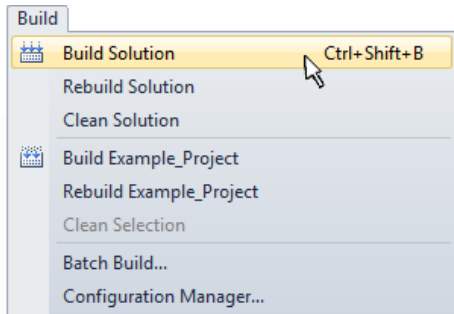 Build
Build Solution Ctrl+Shift+B
Rebuild Solution
Clean Solution
Build Example_Project
Rebuild Example_Project
Clean Selection
Batch Build...
Configuration Manager...